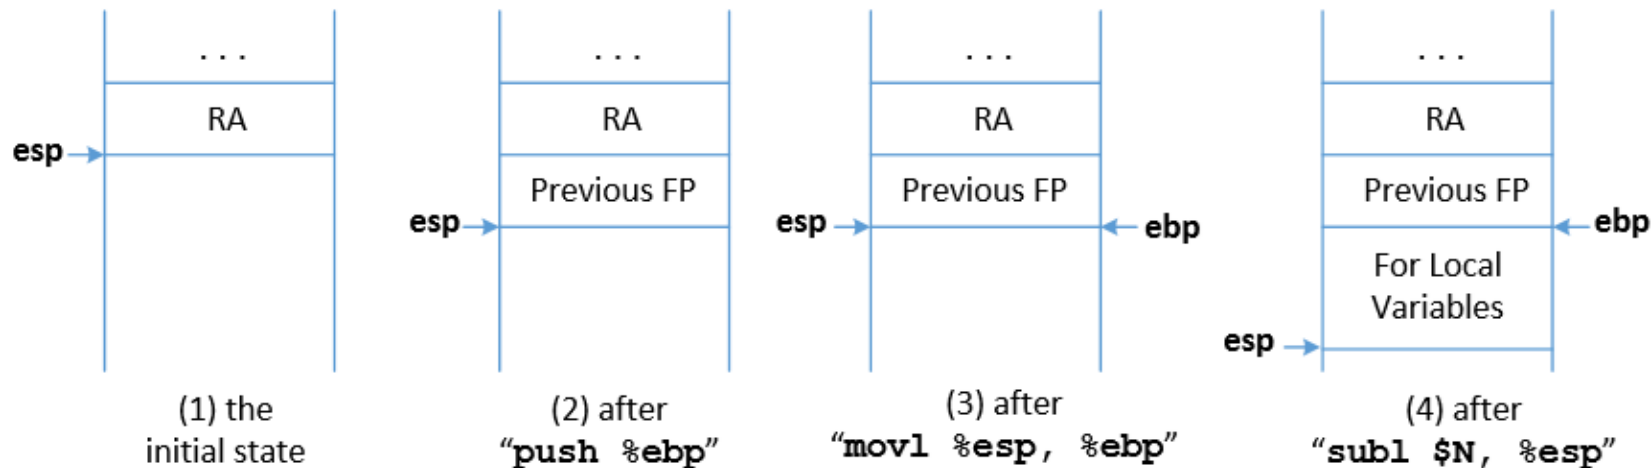 . . .
RA
esp
(1) the
initial state
. . .
RA
Previous FP
esp
(2) after
“push %ebp”
. . .
RA
Previous FP
esp
ebp
(3) after
“movl %esp, %ebp”
. . .
RA
Previous FP
ebp
For Local
Variables
esp
(4) after
“subl $N, %esp”